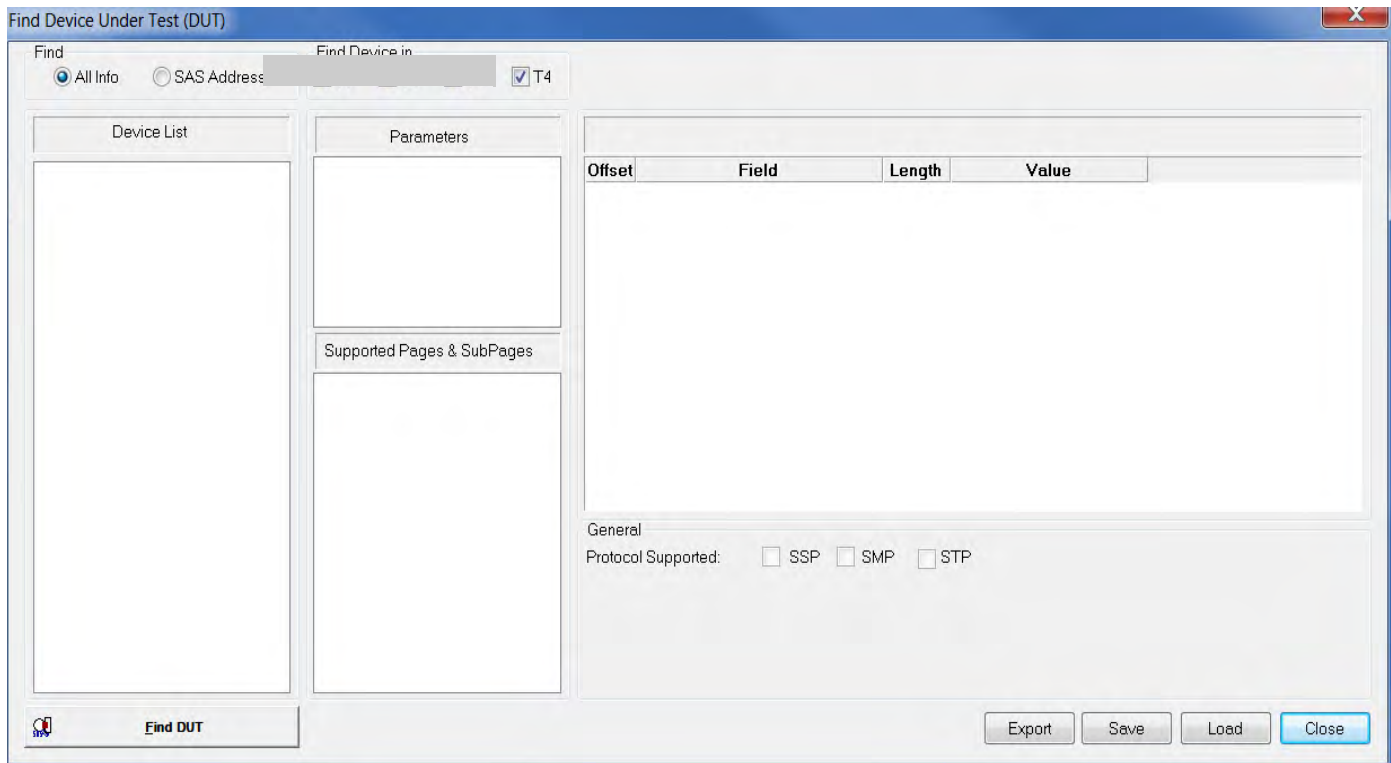 Find Device Under Test (DUT)
X
Find
Find Device in
All Info
SAS Address
T4
Device List
Parameters
Offset Field Length Value
Supported Pages & SubPages
General
Protocol Supported: SSP SMP STP
Find DUT
Export Save Load Close